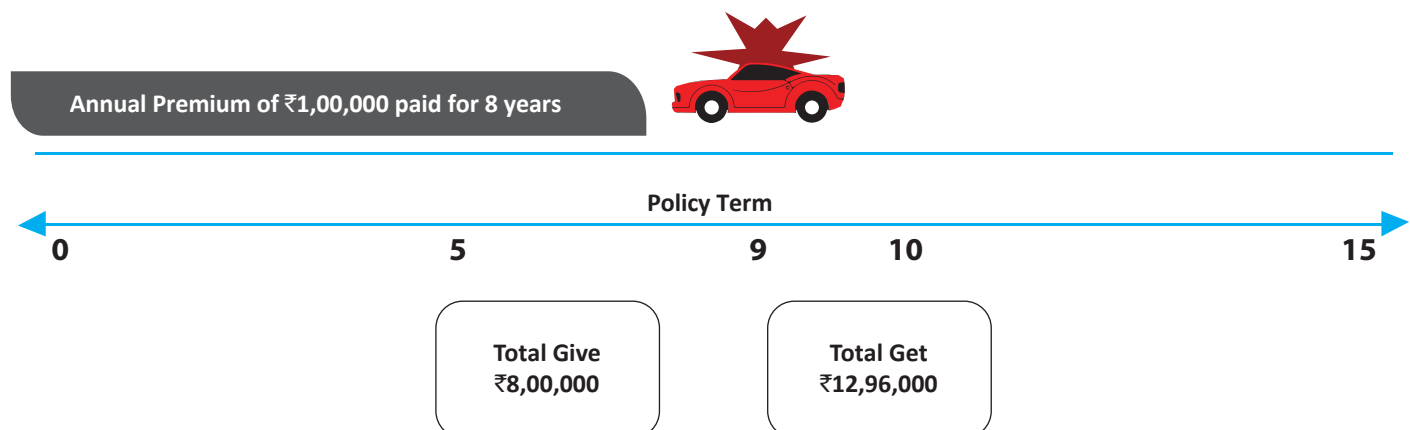 Annual Premium of ₹1,00,000 paid for 8 years
Policy Term
0 5 9 10 15
Total Give
₹8,00,000
Total Get
₹12,96,000